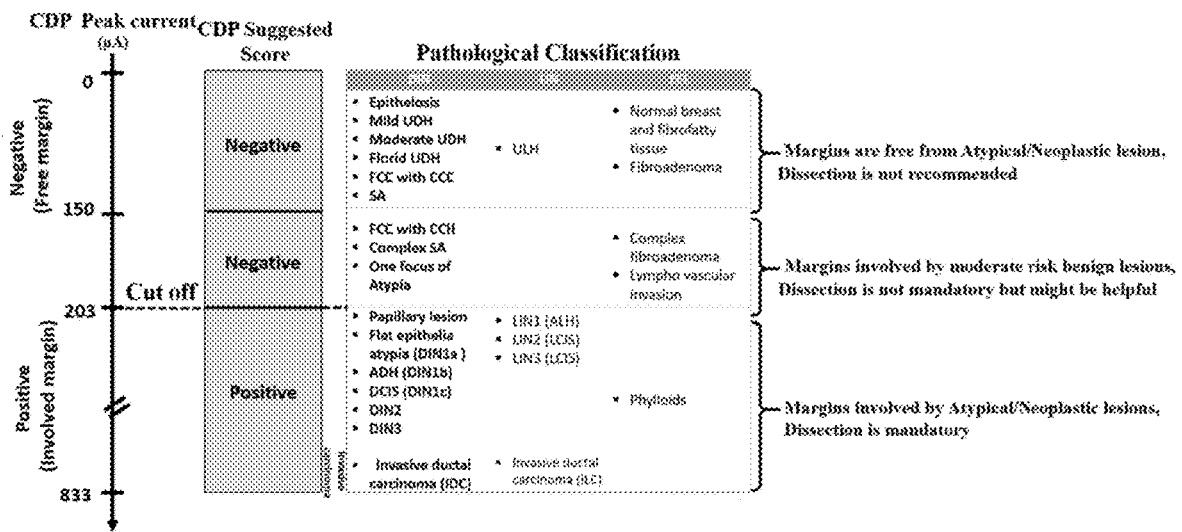 CDP Peak current
(μA)
CDP Suggested
Score
Pathological Classification
0
150
203
833
Negative
(Free margin)
Positive
(Involved margin)
Cut off
Negative
Negative
Positive
Epithelosis
Mild UDH
Moderate UDH
Florid UDH
FCC with CCC
SA
ULH
Normal breast
and fibrofatty
tissue
Fibroadenoma
Margins are free from Atypical/Neoplastic lesion,
Dissection is not recommended
FCC with CCH
Complex SA
One focus of
Atypia
Complex
fibroadenoma
Lympho vascular
invasion
Margins involved by moderate risk benign lesions,
Dissection is not mandatory but might be helpful
Papillary lesion
Flat epithelia
atypia (DIN1a )
ADH (DIN1b)
DCIS (DIN1c)
DIN2
DIN3
LIN1 (ALH)
LIN2 (LCIS)
LIN3 (LCIS)
Phylloids
Invasive ductal
carcinoma (IDC)
Invasive ductal
carcinoma (ILC)
Margins involved by Atypical/Neoplastic lesions,
Dissection is mandatory